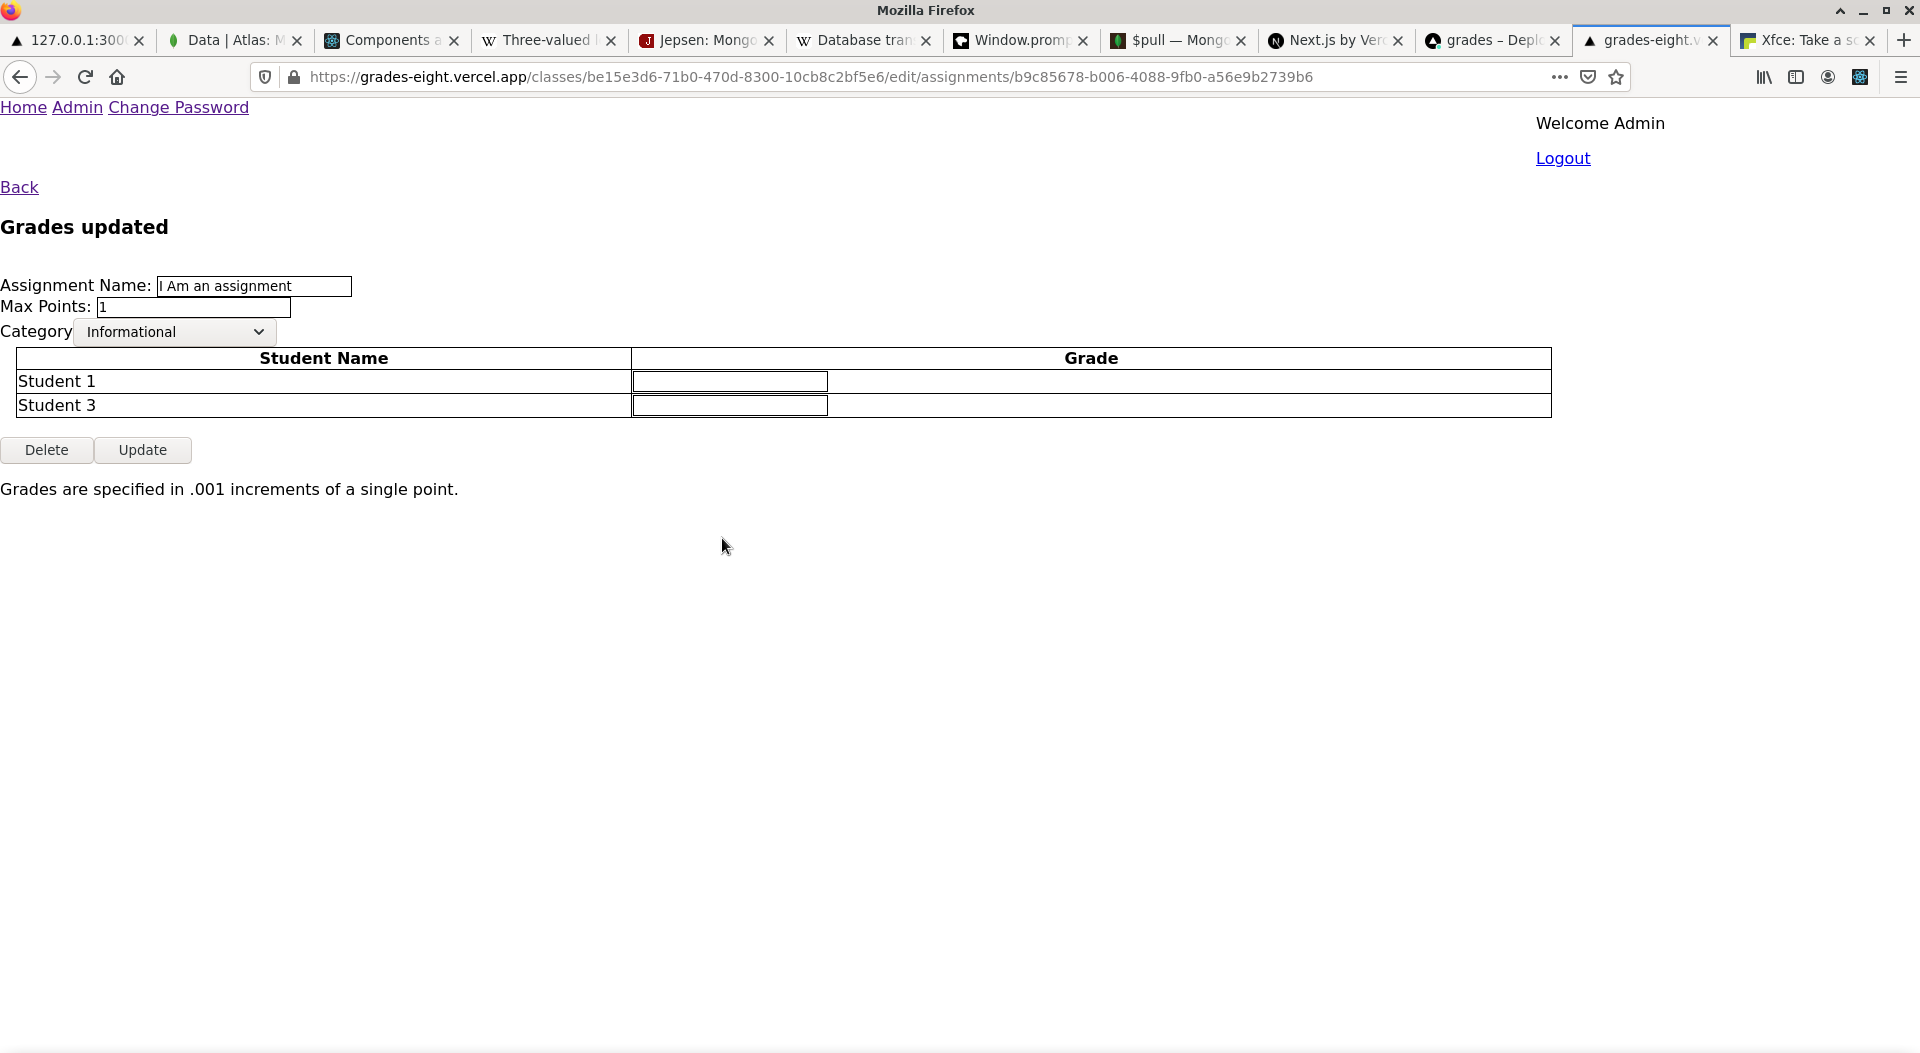 Mozilla Firefox
127.0.0.1:300
Data | Atlas: M
Components a
Three-valued l
Jepsen: Mongo
Database tran
Window.promp
$pull — Mongo
Next.js by Verc
grades – Deplo
grades-eight.v
Xfce: Take a sc
https://grades-eight.vercel.app/classes/be15e3d6-71b0-470d-8300-10cb8c2bf5e6/edit/assignments/b9c85678-b006-4088-9fb0-a56e9b2739b6
Home Admin Change Password
Welcome Admin
Logout
Back
Grades updated
Assignment Name: I Am an assignment
Max Points: 1
Category Informational
Student Name Grade
Student 1
Student 3
Delete Update
Grades are specified in .001 increments of a single point.